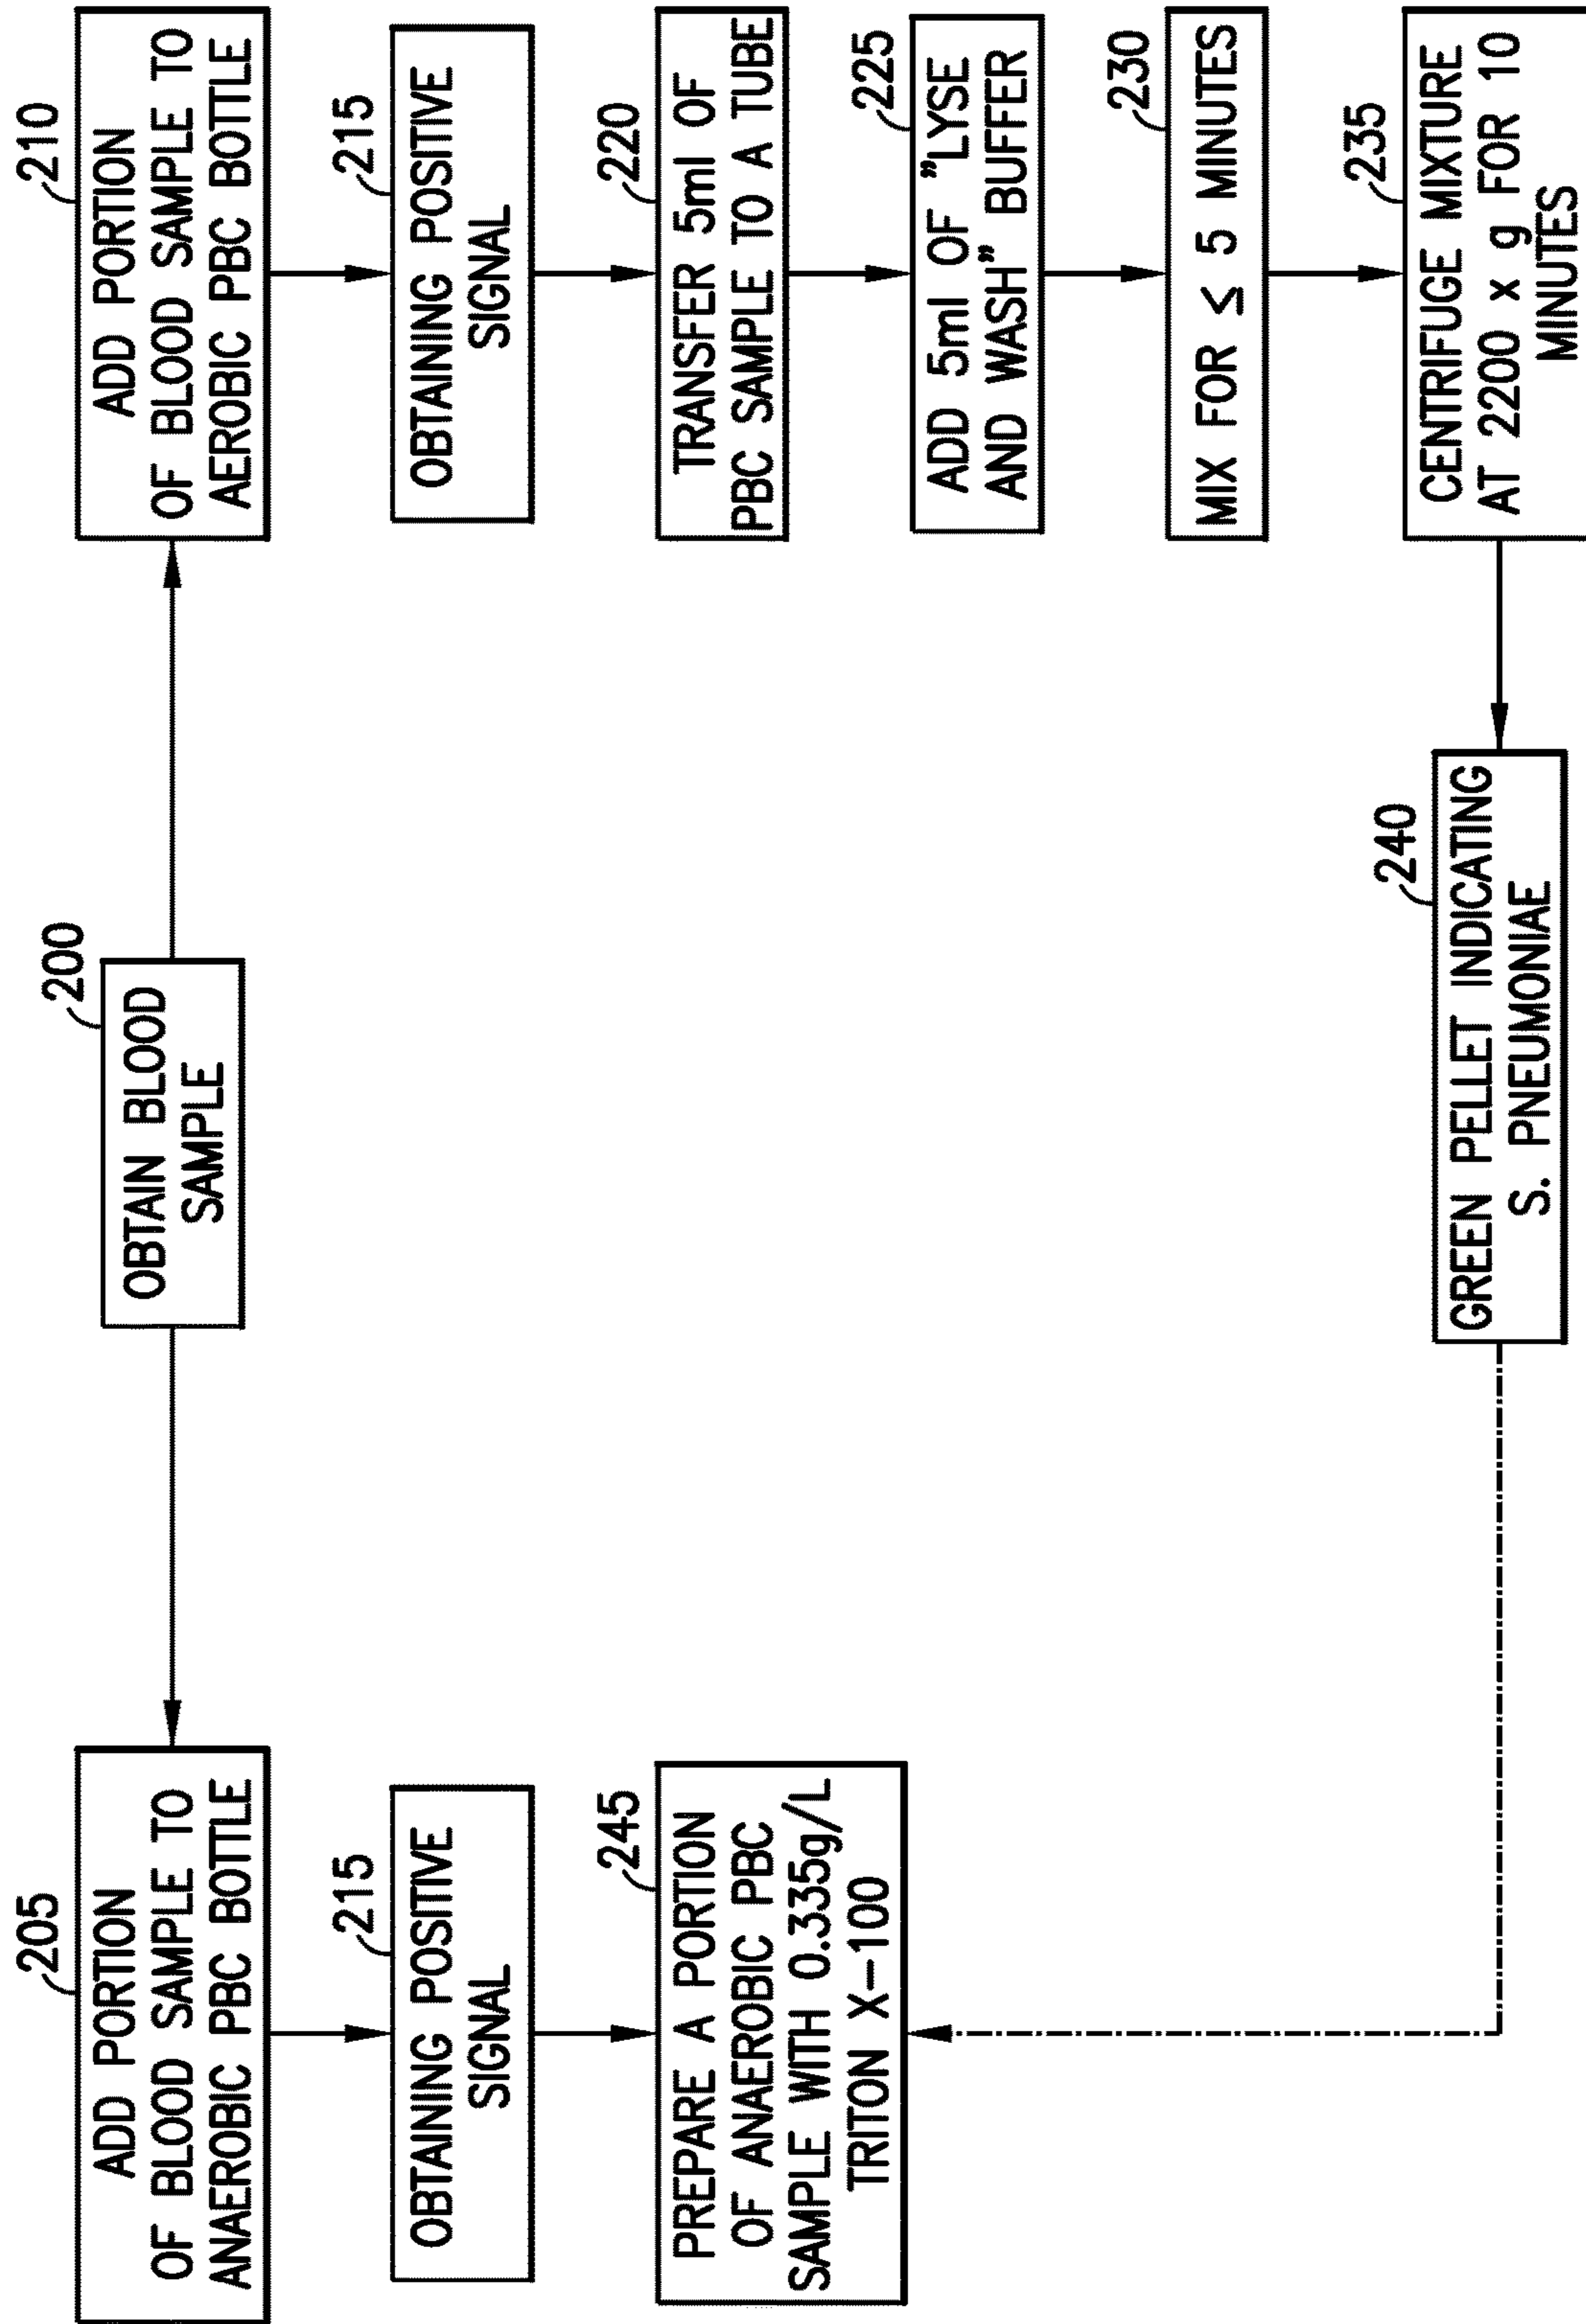 200
OBTAIN BLOOD
SAMPLE
205
ADD PORTION
OF BLOOD SAMPLE TO
ANAEROBIC PBC BOTTLE
215
OBTAINING POSITIVE
SIGNAL
245
PREPARE A PORTION
OF ANAEROBIC PBC
SAMPLE WITH 0.335g/L
TRITON X-100
210
ADD PORTION
OF BLOOD SAMPLE TO
AEROBIC PBC BOTTLE
215
OBTAINING POSITIVE
SIGNAL
220
TRANSFER 5ml OF
PBC SAMPLE TO A TUBE
225
ADD 5ml OF "LYSE
AND WASH" BUFFER
230
MIX FOR ≤ 5 MINUTES
235
CENTRIFUGE MIXTURE
AT 2200 x g FOR 10
MINUTES
240
GREEN PELLET INDICATING
S. PNEUMONIAE